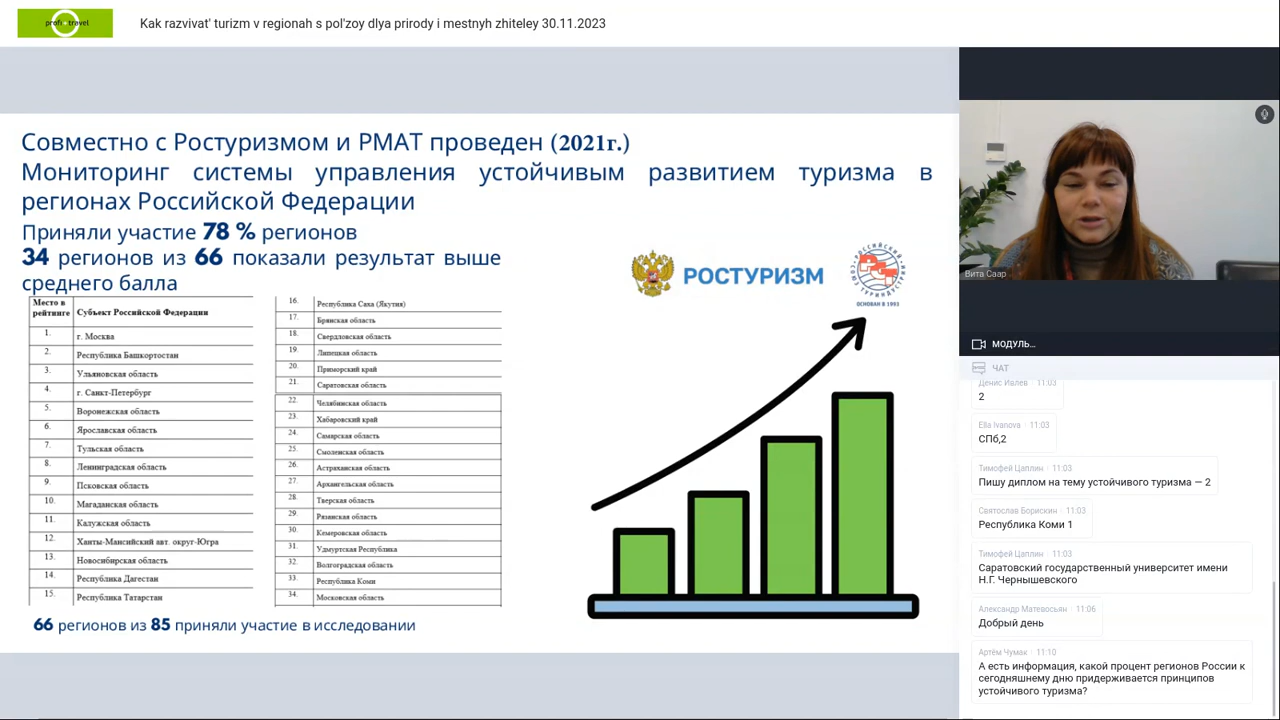 profi travel
Kak razvivat' turizm v regionah s pol'zoy dlya prirody i mestnyh zhiteley 30.11.2023
Совместно с Ростуризмом и РМАТ проведен (2021г.)
Мониторинг системы управления устойчивым развитием туризма в
регионах Российской Федерации
Приняли участие 78 % регионов
34 регионов из 66 показали результат выше
среднего балла
Место в рейтинге Субъект Российской Федерации
1. г. Москва
2. Республика Башкортостан
3. Ульяновская область
4. г. Санкт-Петербург
5. Воронежская область
6. Ярославская область
7. Тульская область
8. Ленинградская область
9. Псковская область
10. Магаданская область
11. Калужская область
12. Ханты-Мансийский авт. округ-Югра
13. Новосибирская область
14. Республика Дагестан
15. Республика Татарстан
16. Республика Саха (Якутия)
17. Брянская область
18. Свердловская область
19. Липецкая область
20. Приморский край
21. Саратовская область
22. Челябинская область
23. Хабаровский край
24. Самарская область
25. Смоленская область
26. Астраханская область
27. Архангельская область
28. Тверская область
29. Рязанская область
30. Кемеровская область
31. Удмуртская Республика
32. Волгоградская область
33. Республика Коми
34. Московская область
66 регионов из 85 приняли участие в исследовании
РОСТУРИЗМ
РОССИЙСКИЙ
СОЮЗ ТУРИНДУСТРИИ
ОСНОВАН В 1993
Вита Саар
МОДУЛЬ...
ЧАТ
Денис Ивлев · 11:03
2
Ella Ivanova · 11:03
СПб,2
Тимофей Цаплин · 11:03
Пишу диплом на тему устойчивого туризма — 2
Святослав Борискин · 11:03
Республика Коми 1
Тимофей Цаплин · 11:03
Саратовский государственный университет имени
Н.Г. Чернышевского
Александр Матевосьян · 11:06
Добрый день
Артём Чумак · 11:10
А есть информация, какой процент регионов России к
сегодняшнему дню придерживается принципов
устойчивого туризма?